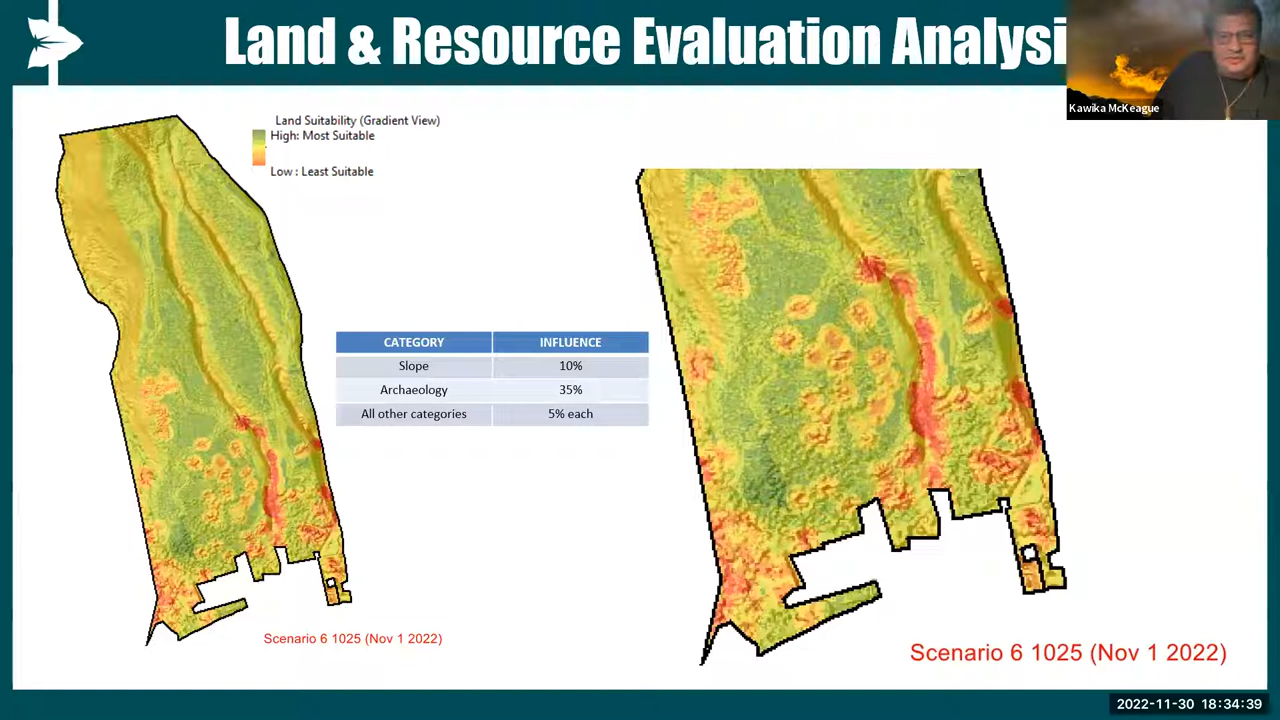 Land & Resource Evaluation Analysi
Kawika McKeague
Land Suitability (Gradient View)
High: Most Suitable
Low : Least Suitable
CATEGORY INFLUENCE
Slope 10%
Archaeology 35%
All other categories 5% each
Scenario 6 1025 (Nov 1 2022)
Scenario 6 1025 (Nov 1 2022)
2022-11-30 18:34:39